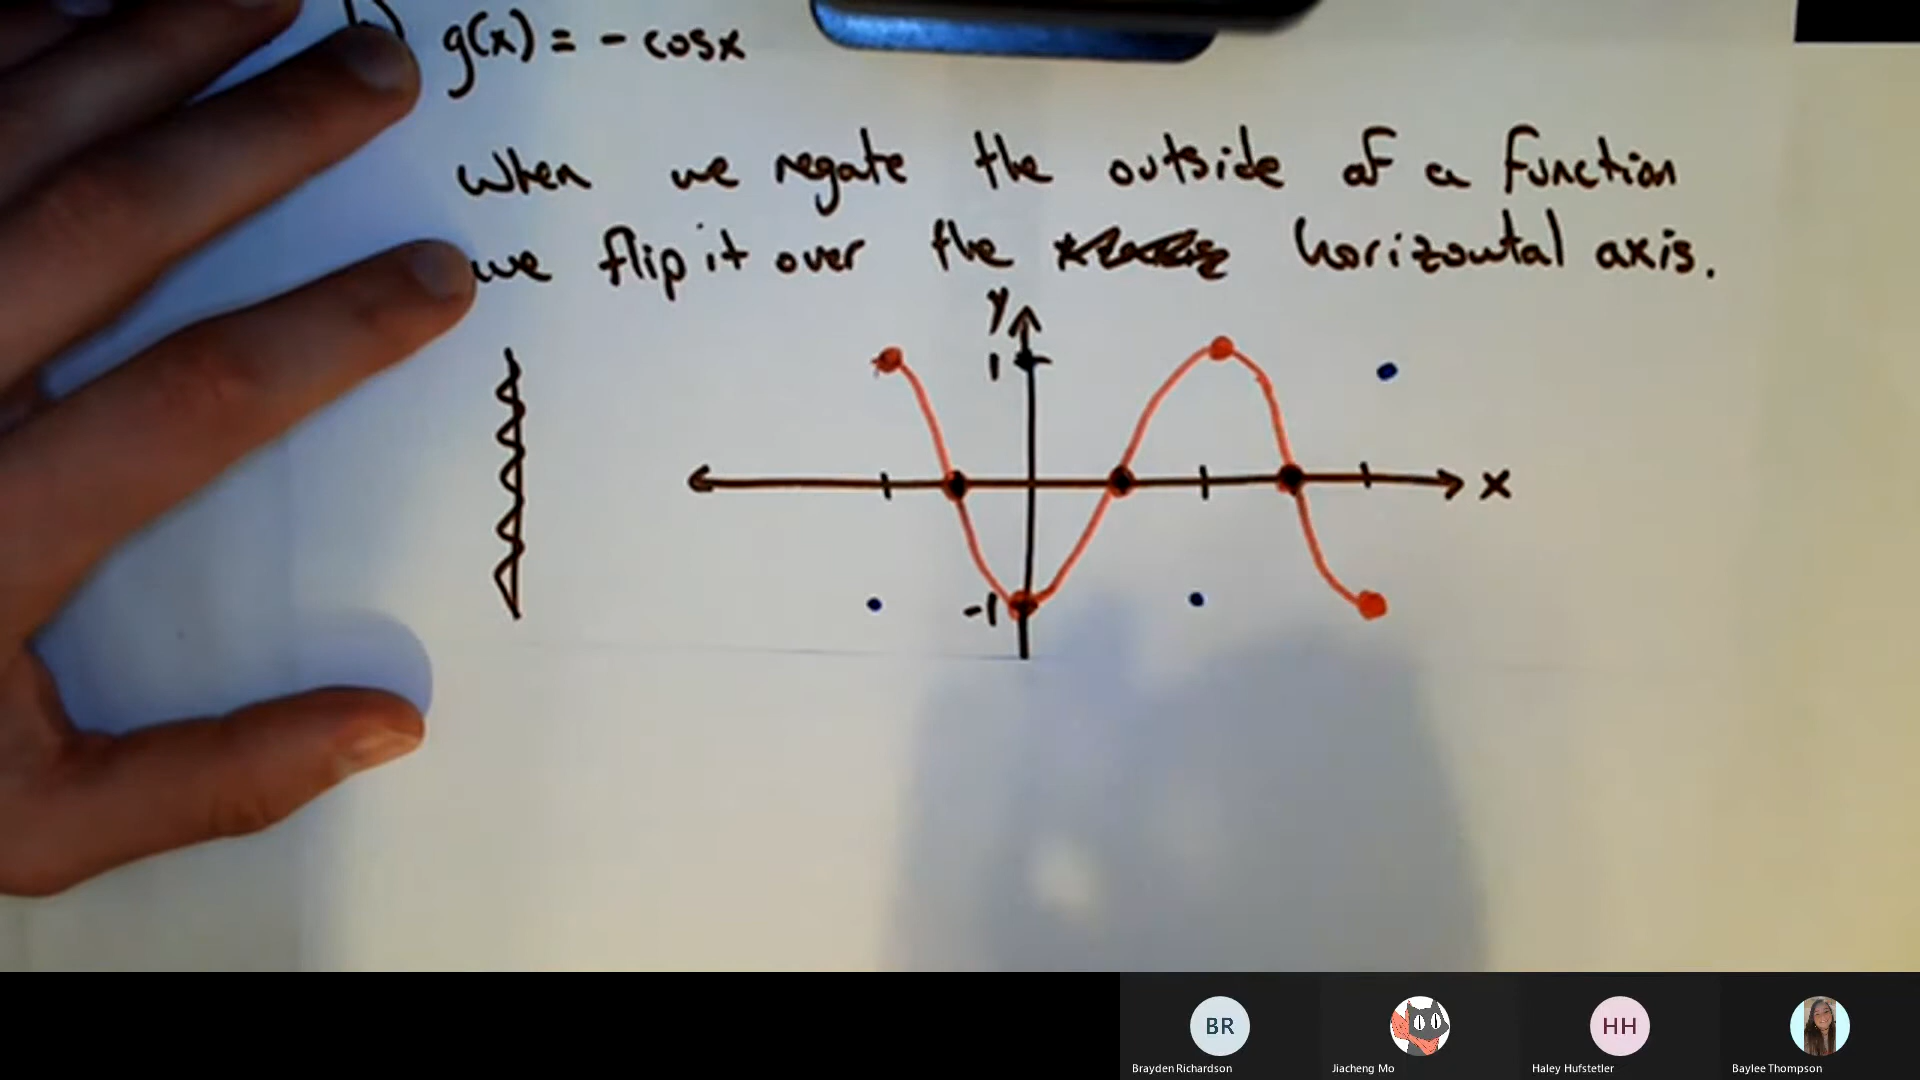 g(x) = - cosx
When we negate the outside of a function
we flip it over the horizontal axis.
y
1
x
-1
BR
HH
Brayden Richardson
Jiacheng Mo
Haley Hufstetler
Baylee Thompson